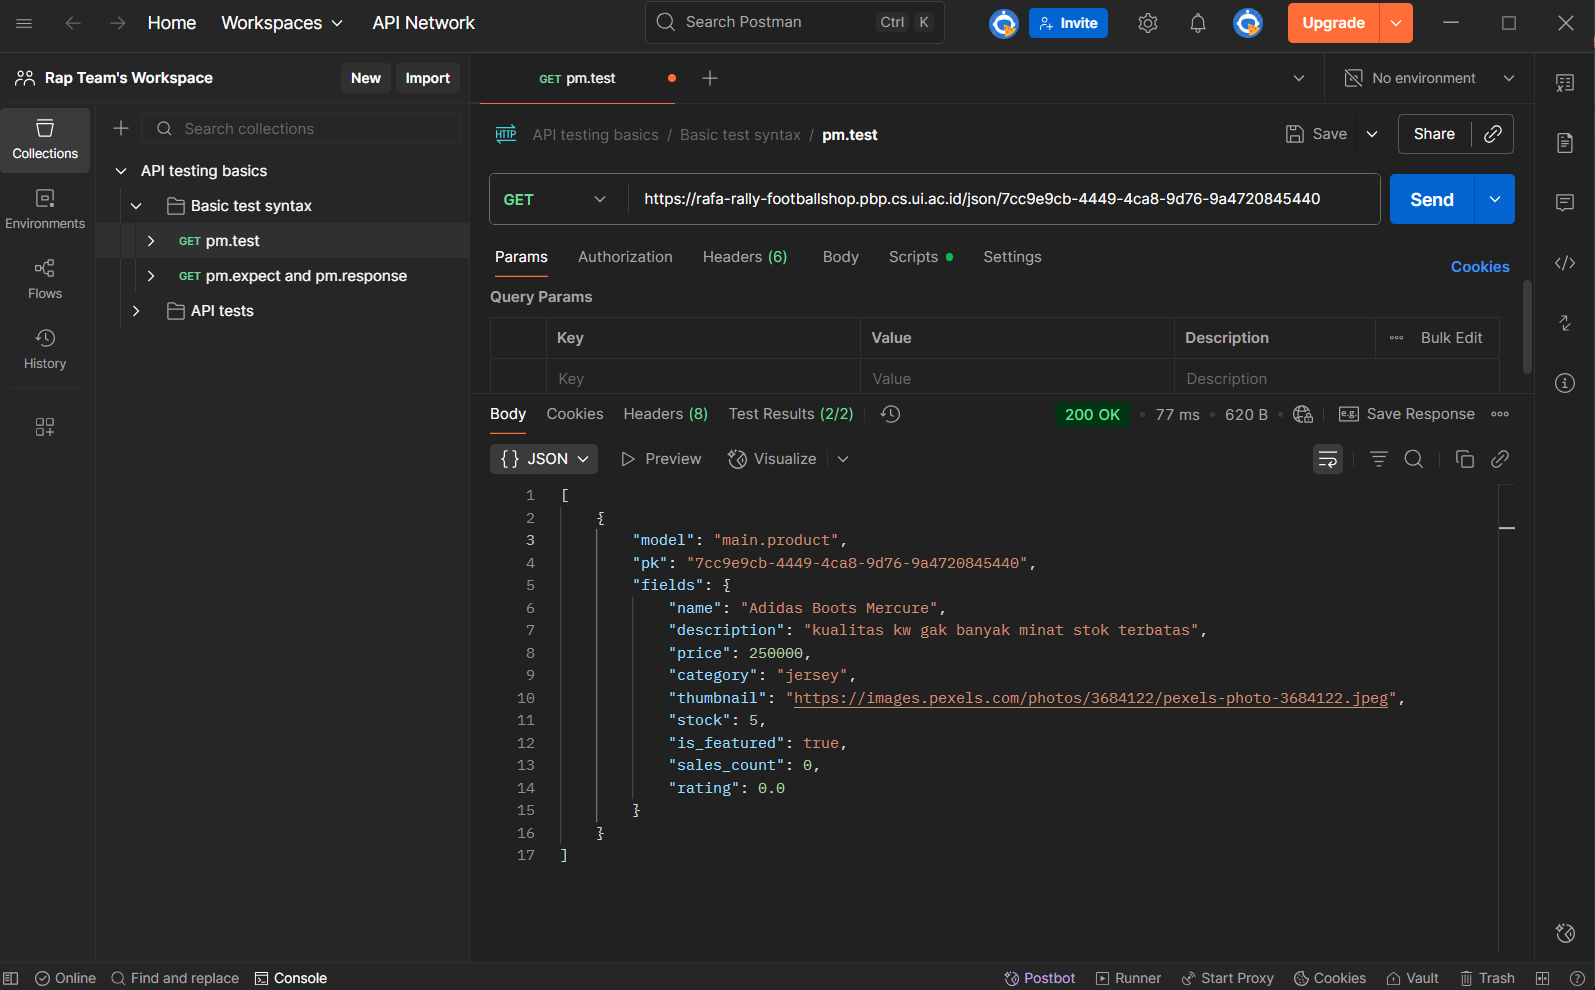 Home Workspaces API Network Search Postman Ctrl K Invite Upgrade
Rap Team's Workspace New Import GET pm.test No environment
Collections
Environments
Flows
History
Search collections
API testing basics
Basic test syntax
GET pm.test
GET pm.expect and pm.response
API tests
HTTP API testing basics / Basic test syntax / pm.test Save Share
GET https://rafa-rally-footballshop.pbp.cs.ui.ac.id/json/7cc9e9cb-4449-4ca8-9d76-9a4720845440 Send
Params Authorization Headers (6) Body Scripts Settings Cookies
Query Params
Key Value Description Bulk Edit
Key Value Description
Body Cookies Headers (8) Test Results (2/2) 200 OK 77 ms 620 B e.g. Save Response
{} JSON Preview Visualize
1 [
2 {
3 "model": "main.product",
4 "pk": "7cc9e9cb-4449-4ca8-9d76-9a4720845440",
5 "fields": {
6 "name": "Adidas Boots Mercure",
7 "description": "kualitas kw gak banyak minat stok terbatas",
8 "price": 250000,
9 "category": "jersey",
10 "thumbnail": "https://images.pexels.com/photos/3684122/pexels-photo-3684122.jpeg",
11 "stock": 5,
12 "is_featured": true,
13 "sales_count": 0,
14 "rating": 0.0
15 }
16 }
17 ]
Online Find and replace Console Postbot Runner Start Proxy Cookies Vault Trash